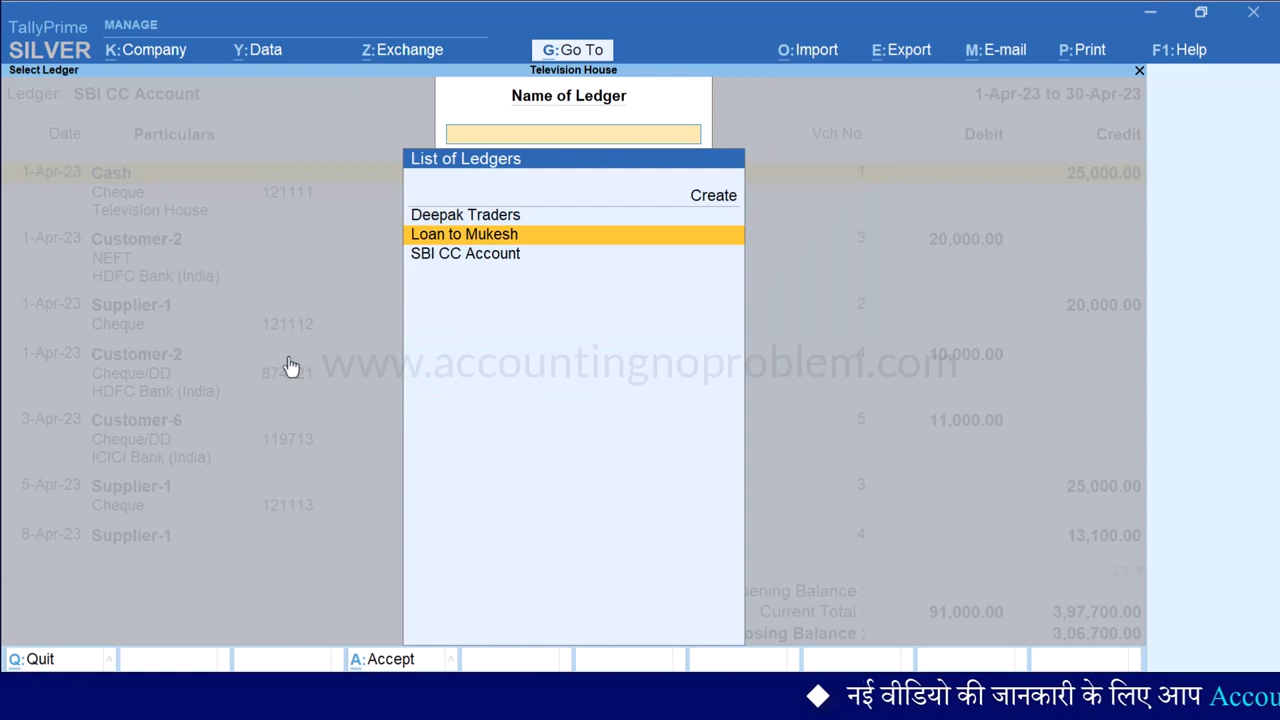 TallyPrime MANAGE
SILVER K:Company Y:Data Z:Exchange G:Go To O:Import E:Export M:E-mail P:Print F1:Help
Select Ledger Television House
Ledger: SBI CC Account 1-Apr-23 to 30-Apr-23
Name of Ledger
Date Particulars Vch No Debit Credit
List of Ledgers
1-Apr-23 Cash 1 25,000.00
Cheque 121111
Television House
Create
Deepak Traders
Loan to Mukesh
SBI CC Account
1-Apr-23 Customer-2 3 20,000.00
NEFT
HDFC Bank (India)
1-Apr-23 Supplier-1 2 20,000.00
Cheque 121112
1-Apr-23 Customer-2 4 10,000.00
Cheque/DD
HDFC Bank (India)
www.accountingnoproblem.com
3-Apr-23 Customer-6 5 11,000.00
Cheque/DD 119713
ICICI Bank (India)
5-Apr-23 Supplier-1 3 25,000.00
Cheque 121113
8-Apr-23 Supplier-1 4 13,100.00
23
Balance :
Current Total : 91,000.00 3,97,700.00
Balance : 3,06,700.00
Q:Quit A:Accept
नई वीडियो की जानकारी के लिए आप